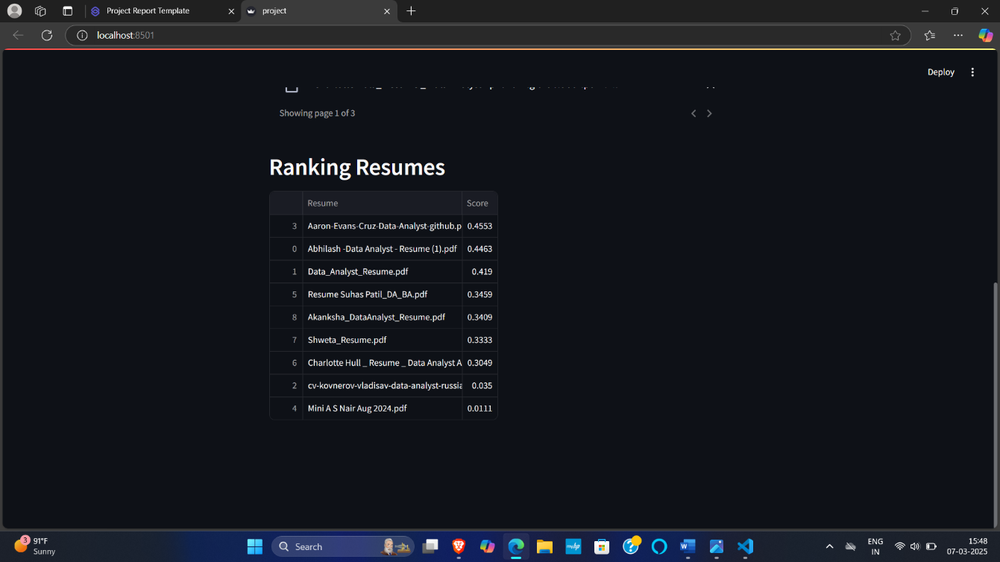 Project Report Template
project
localhost:8501
Deploy
Showing page 1 of 3
Ranking Resumes
Resume Score
3 Aaron-Evans-Cruz-Data-Analyst-github.p 0.4553
0 Abhilash -Data Analyst - Resume (1).pdf 0.4463
1 Data_Analyst_Resume.pdf 0.419
5 Resume Suhas Patil_DA_BA.pdf 0.3459
8 Akanksha_DataAnalyst_Resume.pdf 0.3409
7 Shweta_Resume.pdf 0.3333
6 Charlotte Hull _ Resume _ Data Analyst A 0.3049
2 cv-kovnerov-vladisav-data-analyst-russia 0.035
4 Mini A S Nair Aug 2024.pdf 0.0111
3
91°F
Sunny
Search
myhp
W
ENG
IN
15:48
07-03-2025